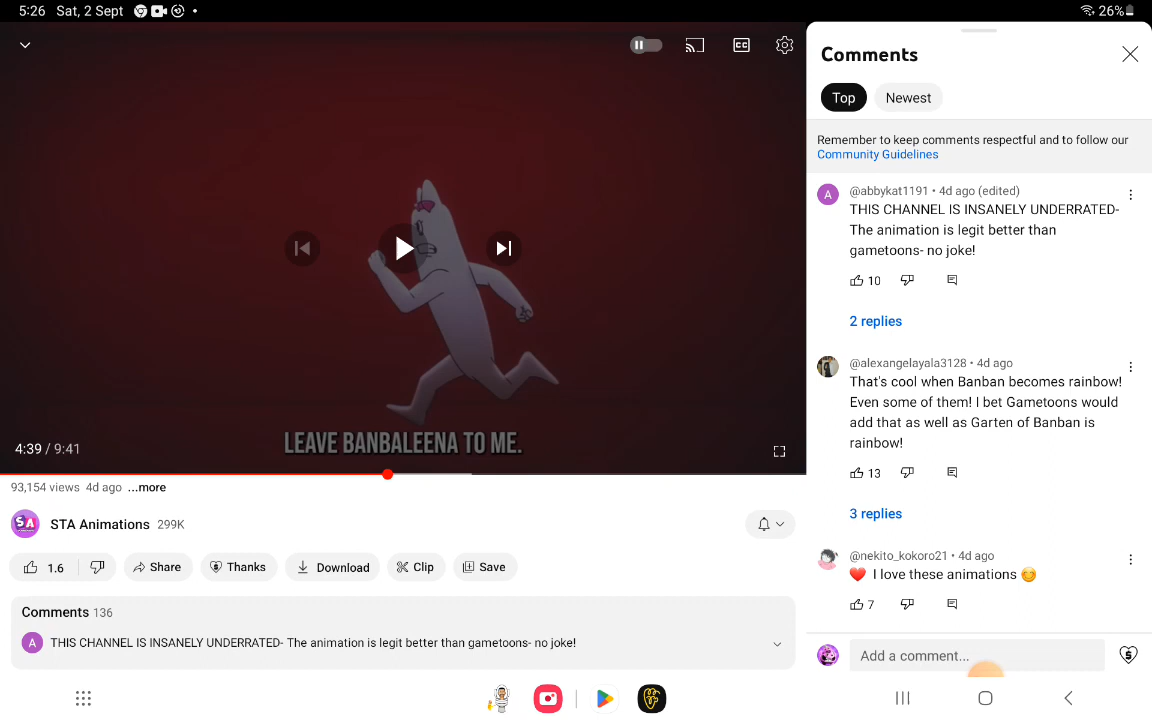 5:26 Sat, 2 Sept
26%
CC
LEAVE BANBALEENA TO ME.
4:39 / 9:41
93,154 views 4d ago ...more
SA
STA Animations 299K
1.6
Share
Thanks
Download
Clip
Save
Comments 136
A
THIS CHANNEL IS INSANELY UNDERRATED- The animation is legit better than gametoons- no joke!
Comments
Top
Newest
Remember to keep comments respectful and to follow our
Community Guidelines
A
@abbykat1191 • 4d ago (edited)
THIS CHANNEL IS INSANELY UNDERRATED-
The animation is legit better than
gametoons- no joke!
10
2 replies
@alexangelayala3128 • 4d ago
That's cool when Banban becomes rainbow!
Even some of them! I bet Gametoons would
add that as well as Garten of Banban is
rainbow!
13
3 replies
@nekito_kokoro21 • 4d ago
❤️ I love these animations 😊
7
Add a comment...